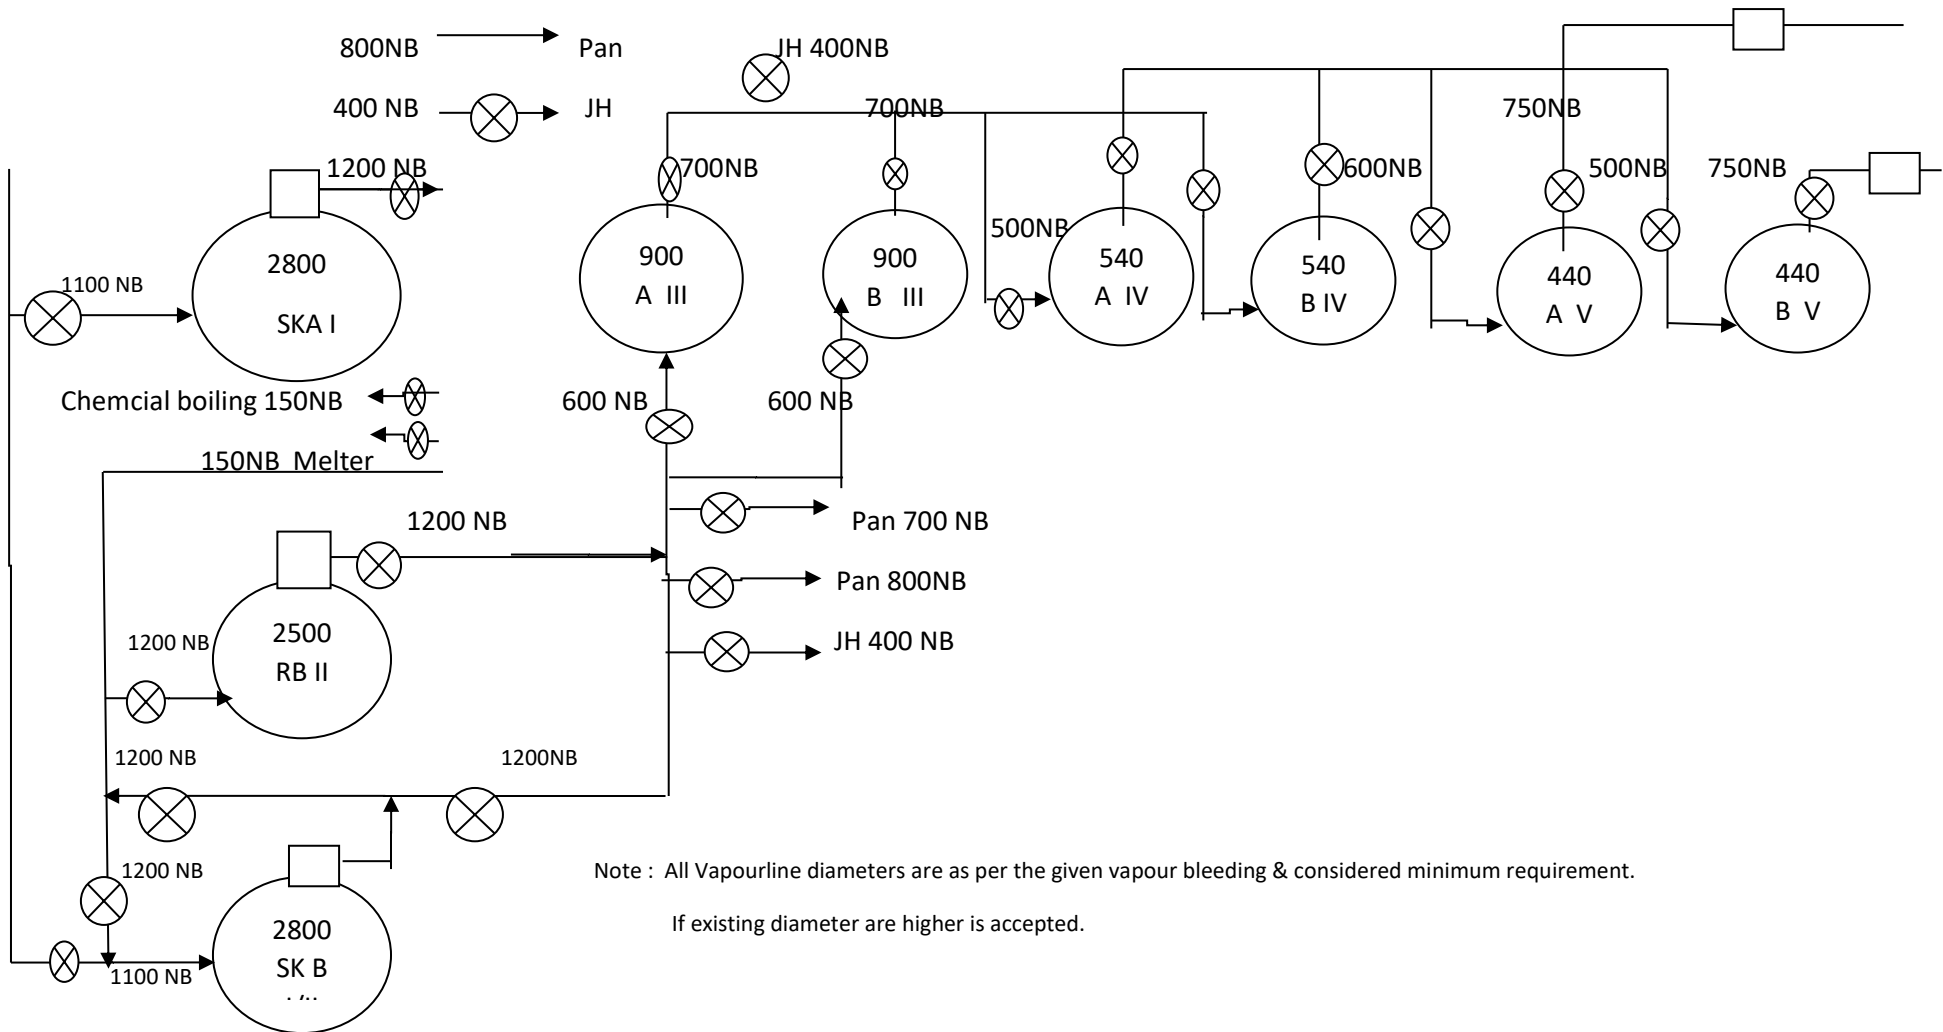 800NB
Pan
JH 400NB
400 NB
JH
700NB
750NB
1200 NB
700NB
600NB
500NB
750NB
500NB
2800
SKA I
900
A III
900
B III
540
A IV
540
B IV
440
A V
440
B V
1100 NB
Chemcial boiling 150NB
600 NB
600 NB
150NB Melter
1200 NB
Pan 700 NB
Pan 800NB
JH 400 NB
2500
RB II
1200 NB
1200 NB
1200NB
1200 NB
Note : All Vapourline diameters are as per the given vapour bleeding & considered minimum requirement.
If existing diameter are higher is accepted.
2800
SK B
1100 NB